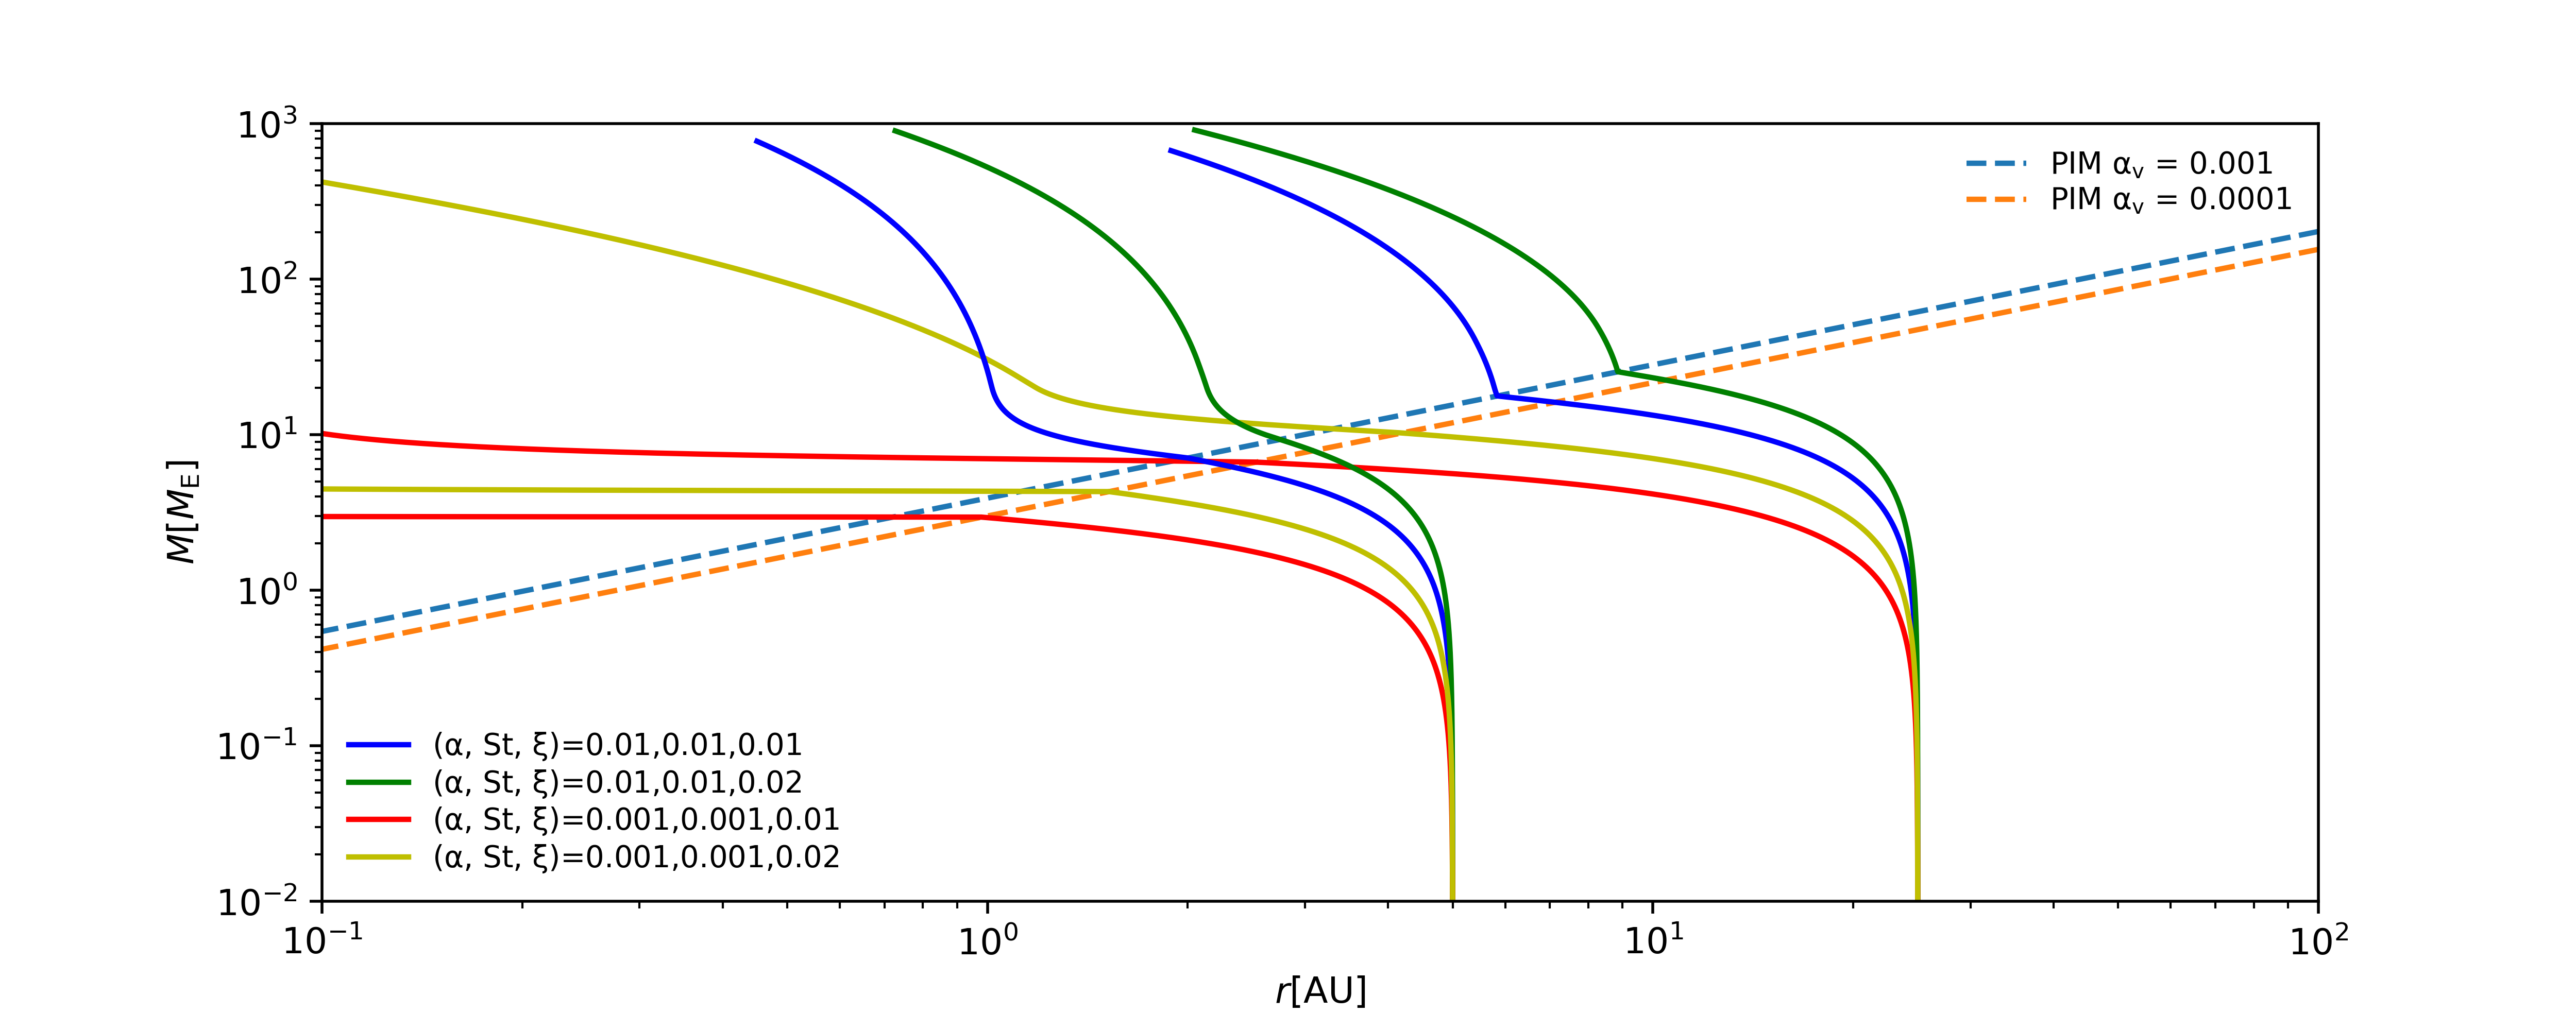 10³
10²
10¹
10⁰
10⁻¹
10⁻²
M[M_E]
PIM α_v = 0.001
PIM α_v = 0.0001
(α, St, ξ)=0.01,0.01,0.01
(α, St, ξ)=0.01,0.01,0.02
(α, St, ξ)=0.001,0.001,0.01
(α, St, ξ)=0.001,0.001,0.02
10⁻¹
10⁰
10¹
10²
r[AU]